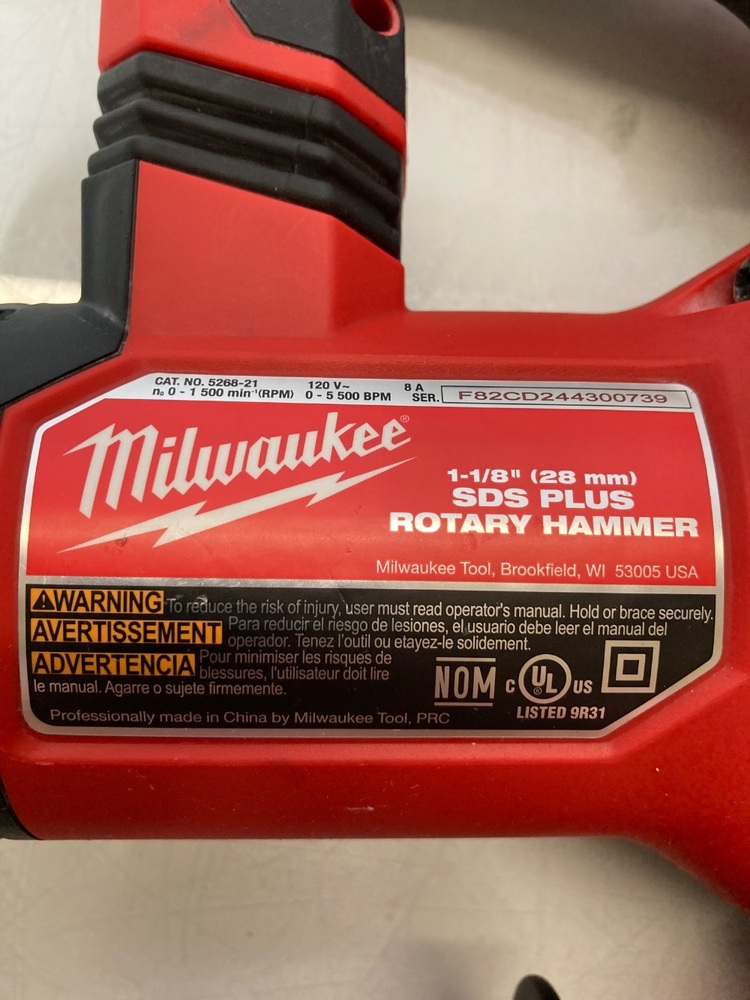 CAT. NO. 5268-21 120 V~ 8 A
n₀ 0 - 1 500 min⁻¹(RPM) 0 - 5 500 BPM SER. F82CD244300739
Milwaukee®
1-1/8" (28 mm)
SDS PLUS
ROTARY HAMMER
Milwaukee Tool, Brookfield, WI 53005 USA
WARNING To reduce the risk of injury, user must read operator's manual. Hold or brace securely.
AVERTISSEMENT Para reducir el riesgo de lesiones, el usuario debe leer el manual del
operador. Tenez l'outil ou etayez-le solidement.
ADVERTENCIA Pour minimiser les risques de
blessures, l'utilisateur doit lire
le manual. Agarre o sujete firmemente.
NOM C UL US
LISTED 9R31
Professionally made in China by Milwaukee Tool, PRC